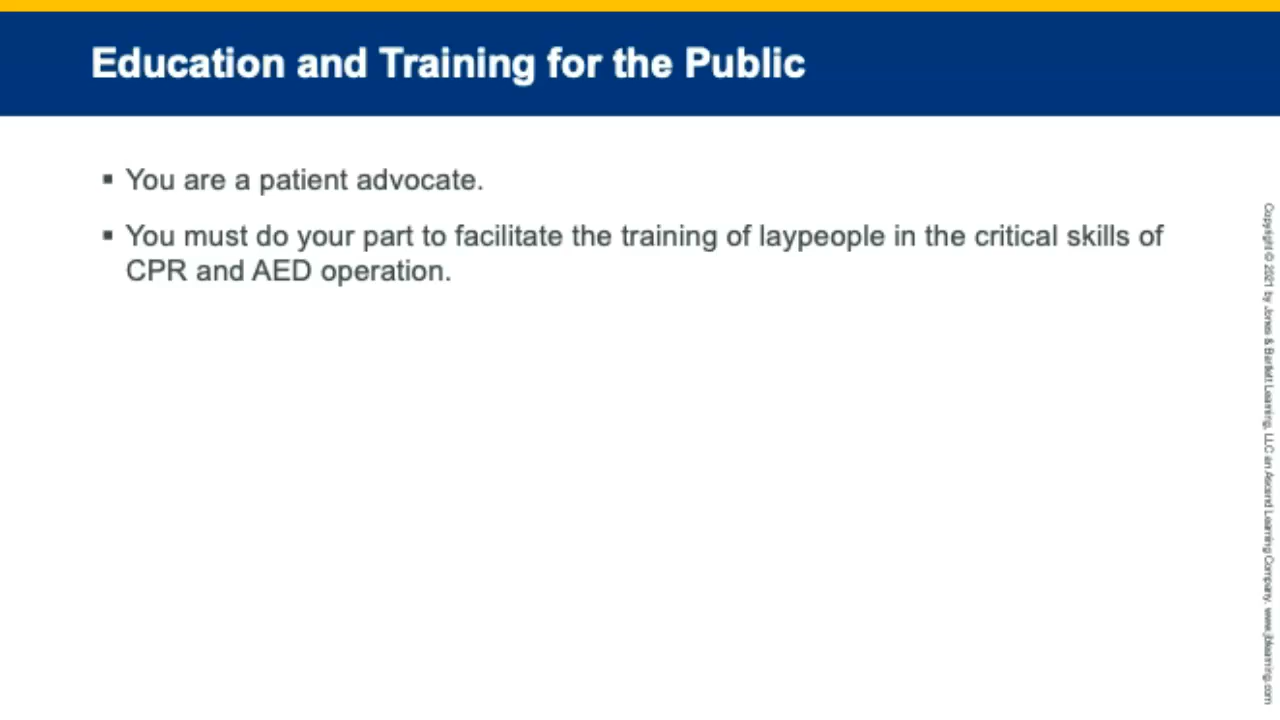 Education and Training for the Public
▪ You are a patient advocate.
▪ You must do your part to facilitate the training of laypeople in the critical skills of
CPR and AED operation.
Copyright © 2021 by Jones & Bartlett Learning, LLC an Ascend Learning Company. www.jblearning.com